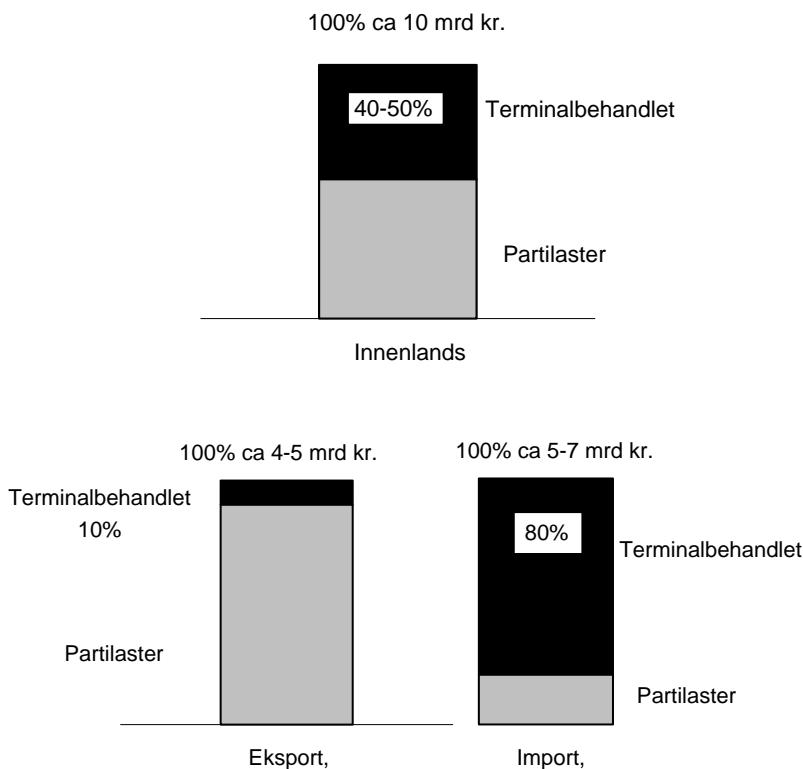 100% ca 10 mrd kr.
40-50%
Terminalbehandlet
Partilaster
Innenlands
100% ca 4-5 mrd kr.
Terminalbehandlet
10%
Partilaster
Eksport,
100% ca 5-7 mrd kr.
80%
Terminalbehandlet
Partilaster
Import,